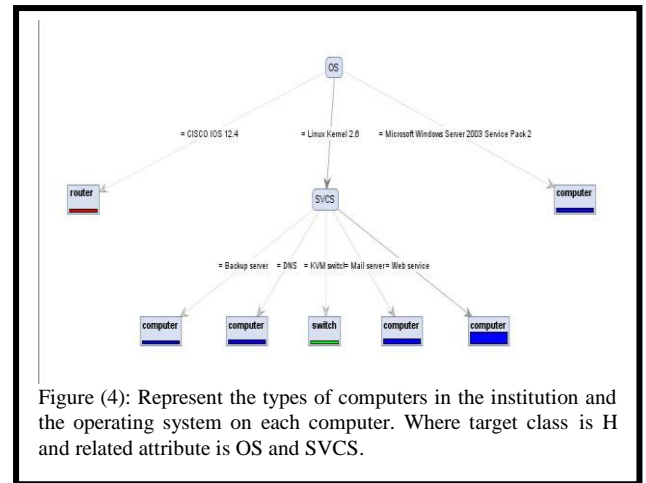 OS
= CISCO IOS 12.4 = Linux Kernel 2.6 = Microsoft Windows Server 2003 Service Pack 2
router computer
SVCS
= Backup server = DNS = KVM switch= Mail server= Web service
computer computer switch computer computer
Figure (4): Represent the types of computers in the institution and
the operating system on each computer. Where target class is H
and related attribute is OS and SVCS.